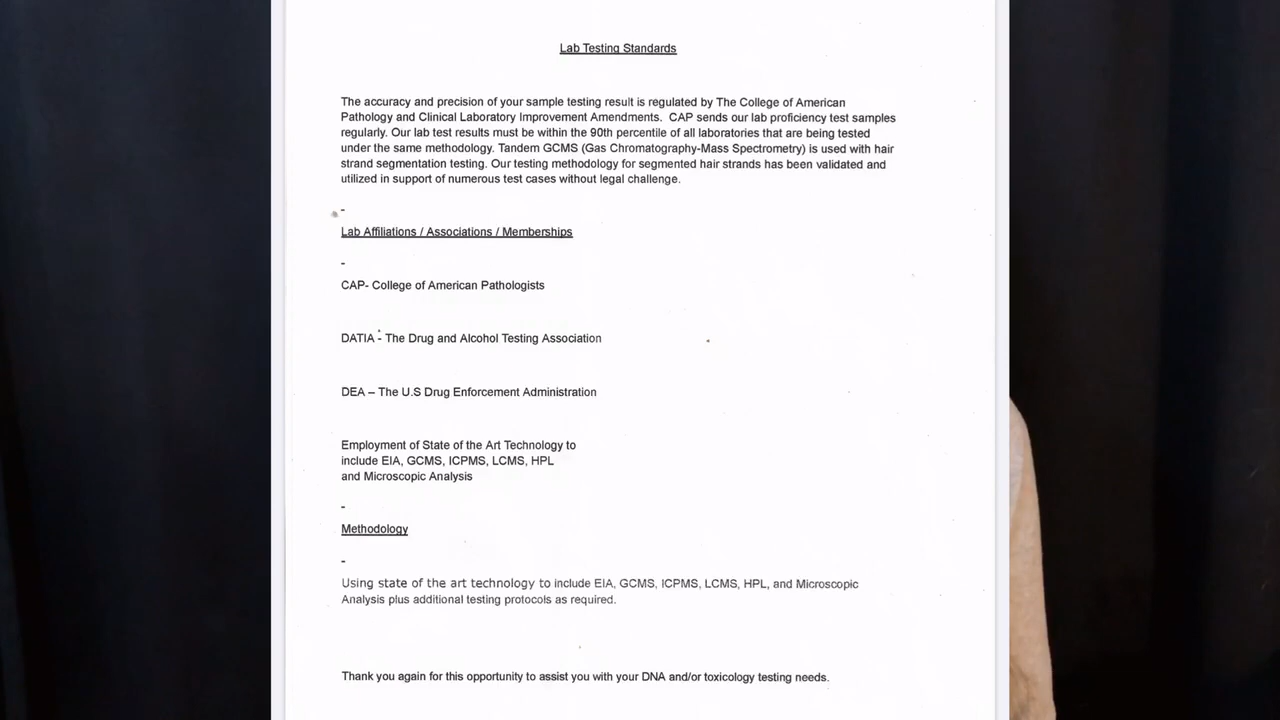 Lab Testing Standards
The accuracy and precision of your sample testing result is regulated by The College of American
Pathology and Clinical Laboratory Improvement Amendments.  CAP sends our lab proficiency test samples
regularly. Our lab test results must be within the 90th percentile of all laboratories that are being tested
under the same methodology. Tandem GCMS (Gas Chromatography-Mass Spectrometry) is used with hair
strand segmentation testing. Our testing methodology for segmented hair strands has been validated and
utilized in support of numerous test cases without legal challenge.
-
Lab Affiliations / Associations / Memberships
-
CAP- College of American Pathologists
DATIA - The Drug and Alcohol Testing Association
DEA – The U.S Drug Enforcement Administration
Employment of State of the Art Technology to
include EIA, GCMS, ICPMS, LCMS, HPL
and Microscopic Analysis
-
Methodology
-
Using state of the art technology to include EIA, GCMS, ICPMS, LCMS, HPL, and Microscopic
Analysis plus additional testing protocols as required.
Thank you again for this opportunity to assist you with your DNA and/or toxicology testing needs.